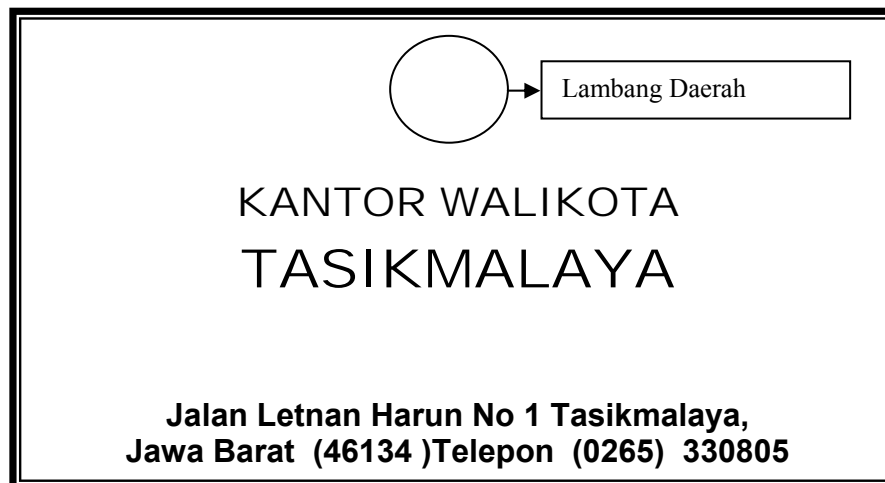 Lambang Daerah
KANTOR WALIKOTA
TASIKMALAYA
Jalan Letnan Harun No 1 Tasikmalaya,
Jawa Barat  (46134 )Telepon  (0265)  330805